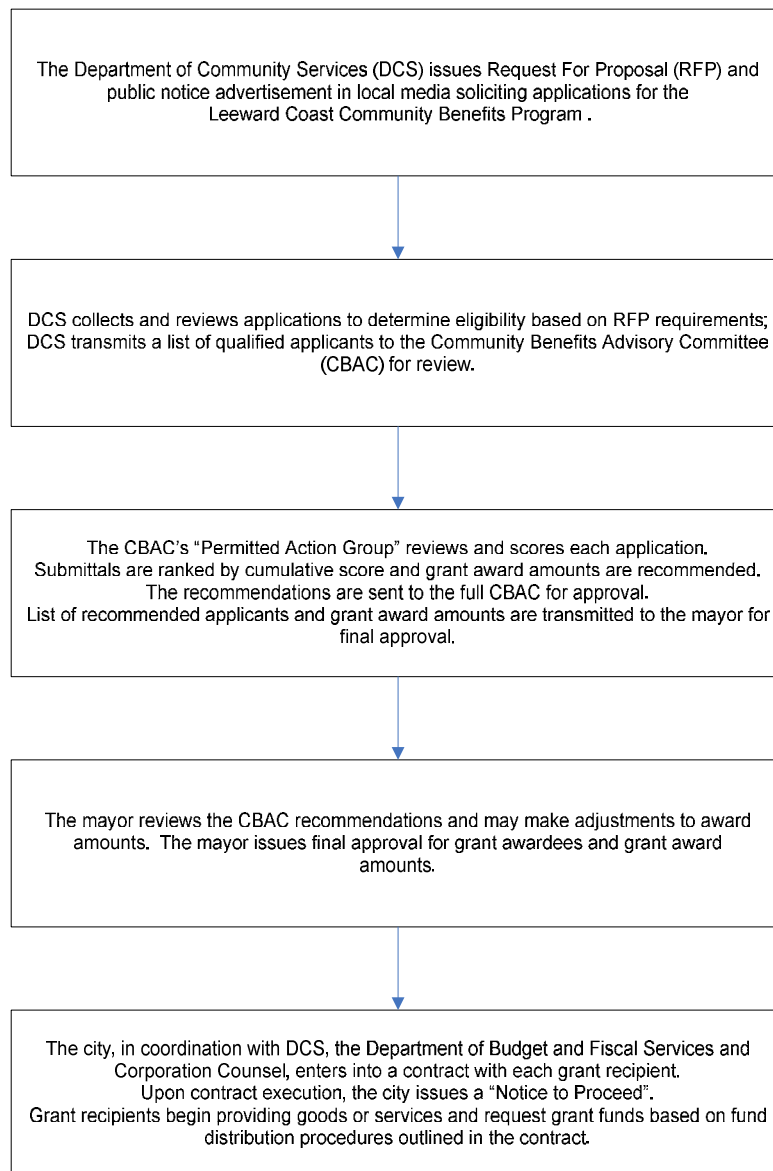 The Department of Community Services (DCS) issues Request For Proposal (RFP) and
public notice advertisement in local media soliciting applications for the
Leeward Coast Community Benefits Program .
DCS collects and reviews applications to determine eligibility based on RFP requirements;
DCS transmits a list of qualified applicants to the Community Benefits Advisory Committee
(CBAC) for review.
The CBAC's “Permitted Action Group” reviews and scores each application.
Submittals are ranked by cumulative score and grant award amounts are recommended.
The recommendations are sent to the full CBAC for approval.
List of recommended applicants and grant award amounts are transmitted to the mayor for
final approval.
The mayor reviews the CBAC recommendations and may make adjustments to award
amounts.  The mayor issues final approval for grant awardees and grant award
amounts.
The city, in coordination with DCS, the Department of Budget and Fiscal Services and
Corporation Counsel, enters into a contract with each grant recipient.
Upon contract execution, the city issues a “Notice to Proceed”.
Grant recipients begin providing goods or services and request grant funds based on fund
distribution procedures outlined in the contract.